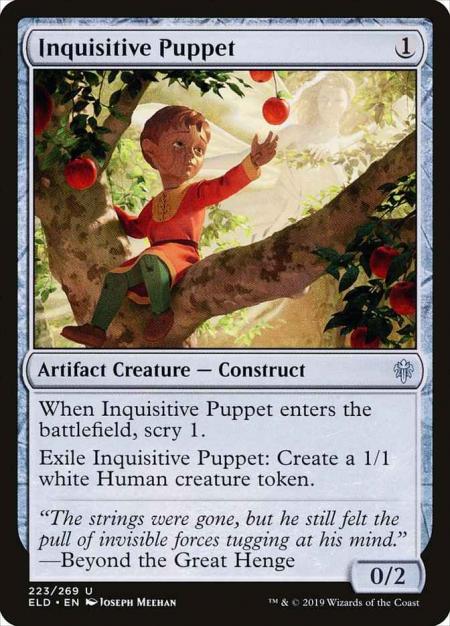 Inquisitive Puppet 1
Artifact Creature — Construct
When Inquisitive Puppet enters the
battlefield, scry 1.
Exile Inquisitive Puppet: Create a 1/1
white Human creature token.
“The strings were gone, but he still felt the
pull of invisible forces tugging at his mind.”
—Beyond the Great Henge
0/2
223/269 U
ELD • EN Joseph Meehan
™ & © 2019 Wizards of the Coast